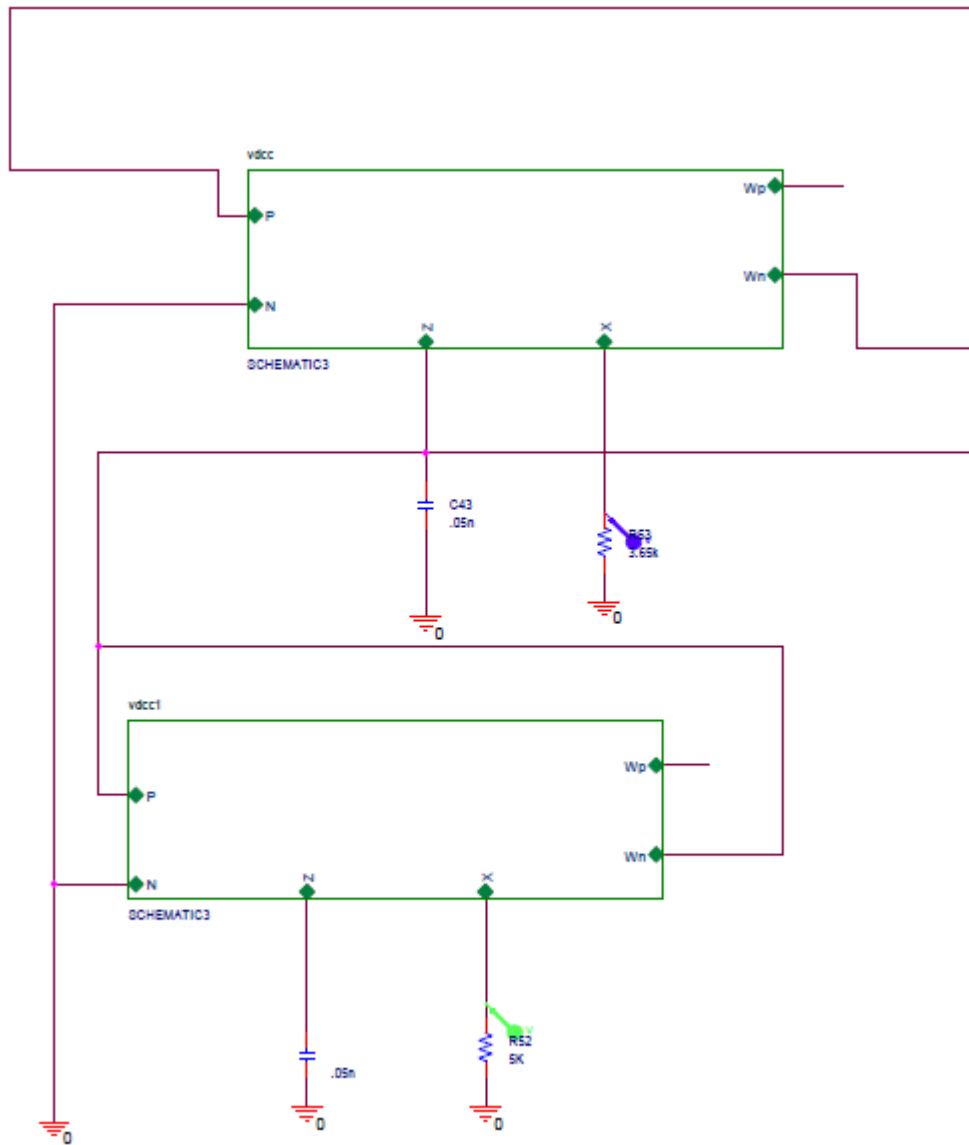 vdcc
Wp
P
Wn
N
Z
X
SCHEMATIC3
C43
.05n
R53
3.65k
0
0
vdcc1
Wp
P
Wn
N
Z
X
SCHEMATIC3
V
R52
5K
.05n
0
0
0